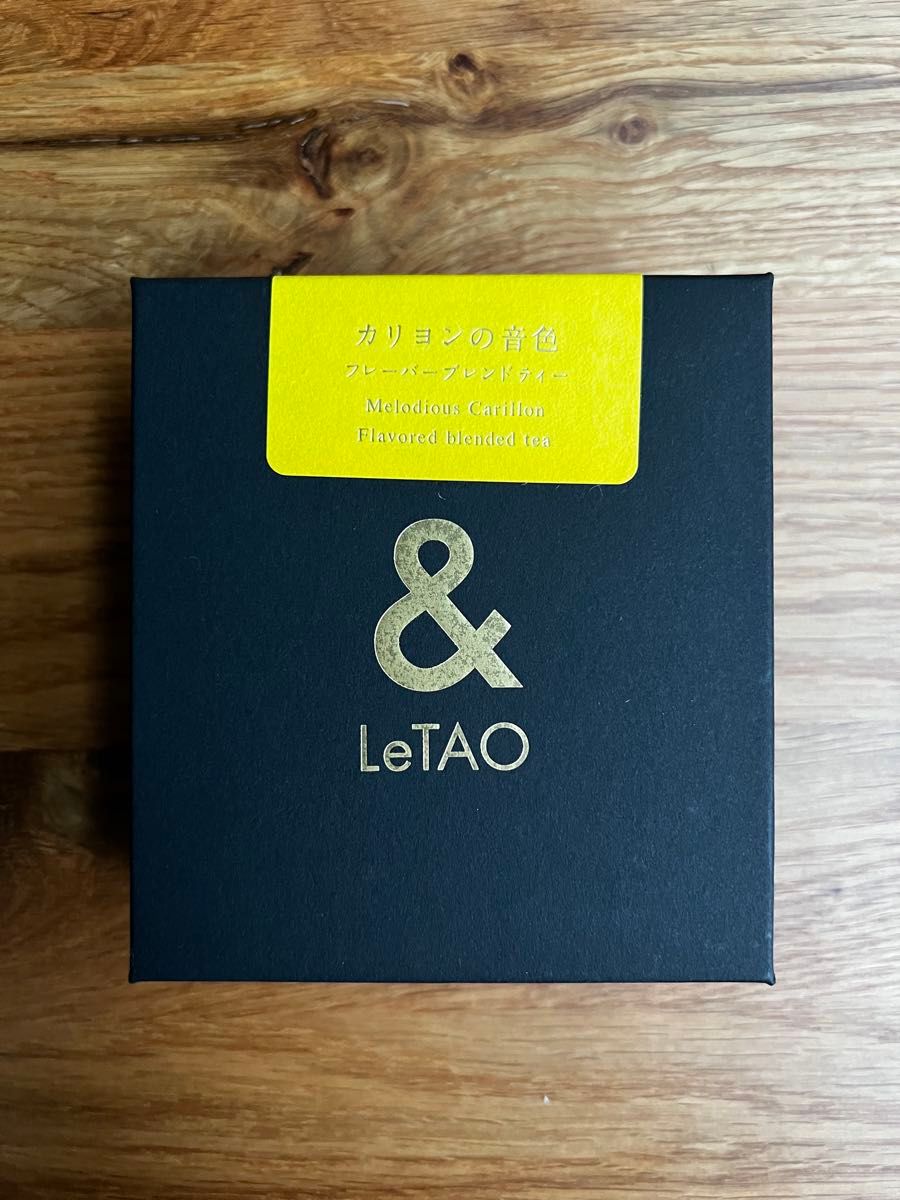 カリヨンの音色
フレーバーブレンドティー
Melodious Carillon
Flavored blended tea
&
LeTAO